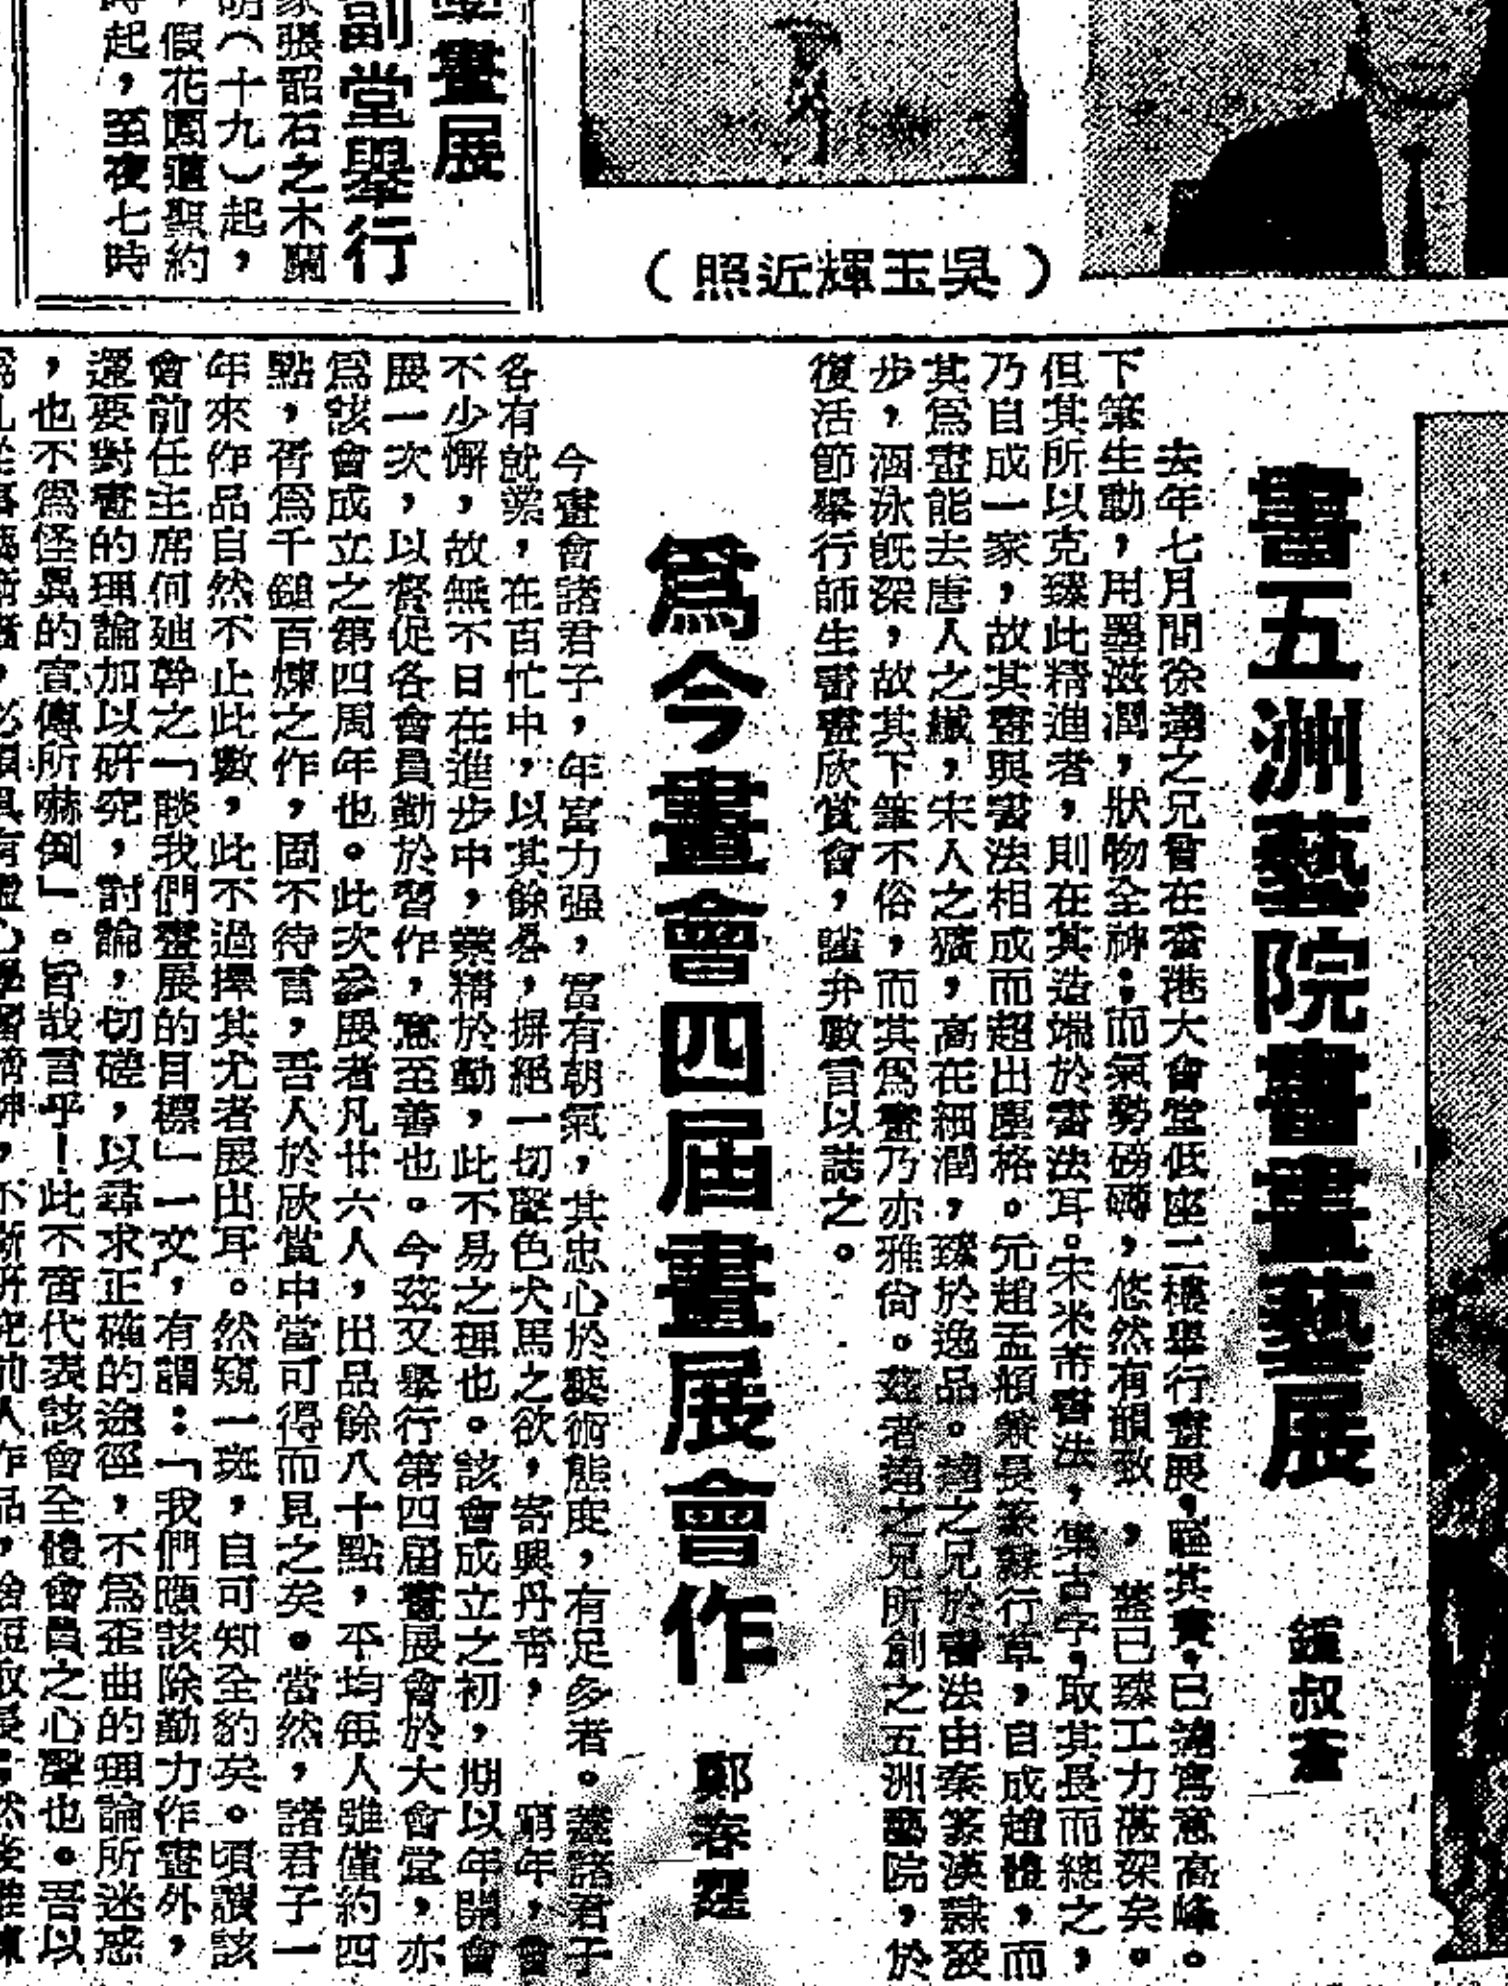 畫展
副堂舉行
家張韶石之木蘭
明(十九)起,
,假花園道聖約
時起,至夜七時
(照近輝玉吳)
書五洲藝院書畫藝展
鍾叔
去年七月間徐達之兄曾在香港大會堂低座二樓舉行畫展,其實,已達寫意高峰。
下筆生動,用墨滋潤,狀物全神;而氣勢磅礴,悠然有韻致,蓋已臻工力湛深矣。
但其所以克臻此精進者,則在其造端於書法耳。宋米芾書法,集古字,取其長而總之,
乃自成一家,故其畫與書法相成而超出塵格。元趙孟頫兼長篆隸行草,自成趙體,而
其為畫能去唐人之纖,宋人之獷,高在細潤,臻於逸品。達之兄於書法由秦篆漢隸
步,涵泳既深,故其下筆不俗,而其為畫乃亦雅尙。茲者達之兄所創之五洲藝院,於
復活節舉行師生書畫欣賞會,謹弁數言以誌之。
為今畫會四屆畫展會作
鄭春霆
今畫會諸君子,年富力强,富有朝氣,其忠心於藝術態度,有足多者。蓋諸君子
各有就業,在百忙中,以其餘晷,摒絕一切聲色犬馬之欲,寄興丹靑,窮年,會
不少懈,故無不日在進步中,業精於勤,此不易之理也。該會成立之初,期以年開會
展一次,以督促各會員勤於習作,意至善也。今茲又舉行第四屆畫展會於大會堂,亦
為該會成立之第四周年也。此次參展者凡廿六人,出品餘八十點,平均每人雖僅約四
點,胥為千鎚百煉之作,固不待言,吾人於欣賞中當可得而見之矣。當然,諸君子一
年來作品自然不止此數,此不過擇其尤者展出耳。然窺一斑,自可知全豹矣。頃讀該
會前任主席何廸幹之「談我們畫展的目標」一文,有謂:「我們應該除勤力作畫外,
還要對畫的理論加以研究,討論,切磋,以尋求正確的途徑,不為歪曲的理論所迷惑
,也不為怪異的宣傳所嚇倒」。旨哉言乎!此不啻代表該會全體會員之心聲也。吾以